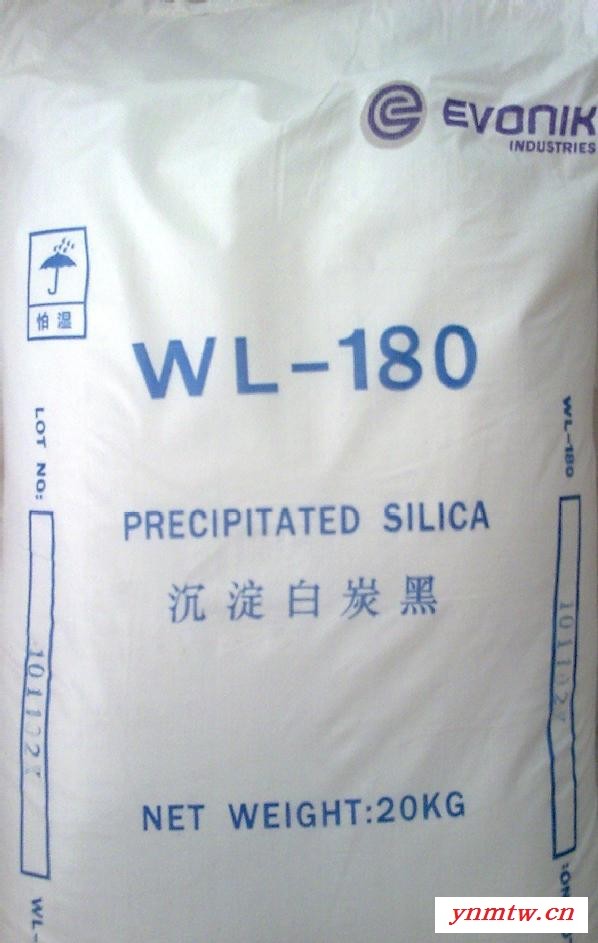 EVONIK
INDUSTRIES
怕湿
WL-180
LOT NO:
WL-180
PRECIPITATED SILICA
沉淀白炭黑
NET WEIGHT:20KG
WL-
ynmtw.cn